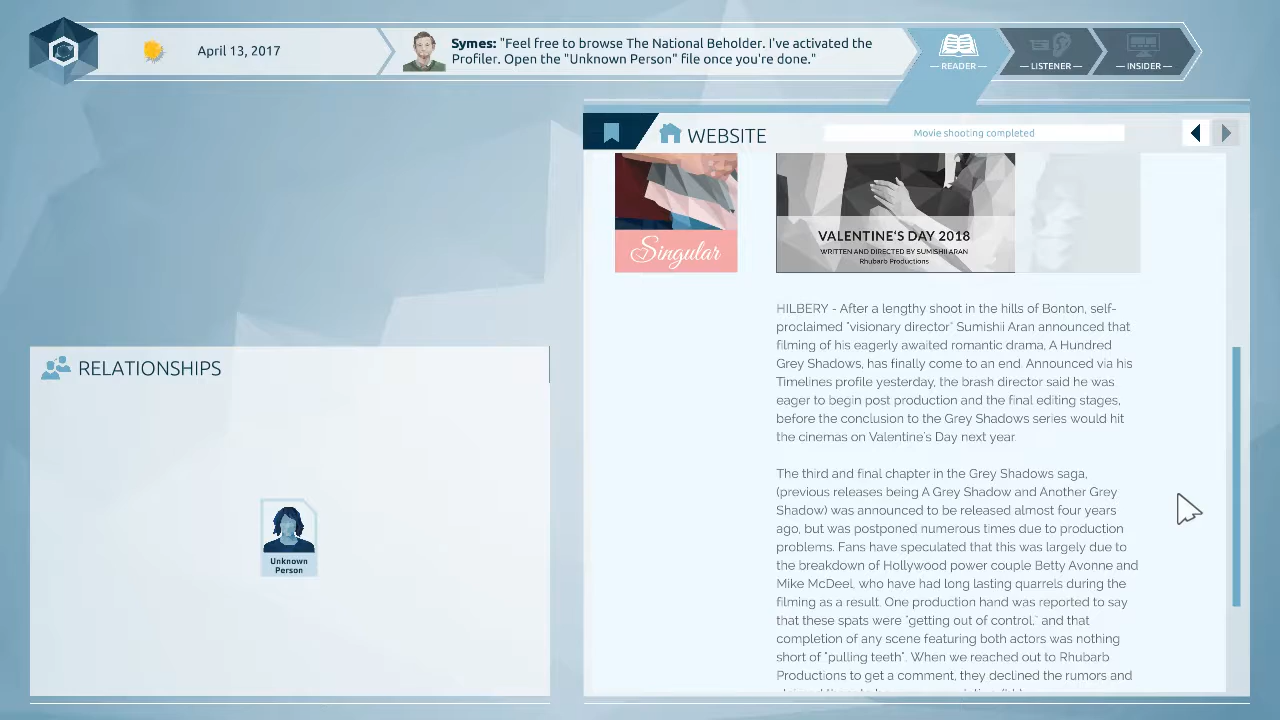 April 13, 2017
Symes: "Feel free to browse The National Beholder. I've activated the
Profiler. Open the "Unknown Person" file once you're done."
— READER —
— LISTENER —
— INSIDER —
WEBSITE
Movie shooting completed
Singular
VALENTINE'S DAY 2018
WRITTEN AND DIRECTED BY SUMISHII ARAN
Rhubarb Productions
HILBERY - After a lengthy shoot in the hills of Bonton, self-
proclaimed "visionary director" Sumishii Aran announced that
filming of his eagerly awaited romantic drama, A Hundred
Grey Shadows, has finally come to an end. Announced via his
Timelines profile yesterday, the brash director said he was
eager to begin post production and the final editing stages,
before the conclusion to the Grey Shadows series would hit
the cinemas on Valentine's Day next year.
The third and final chapter in the Grey Shadows saga,
(previous releases being A Grey Shadow and Another Grey
Shadow) was announced to be released almost four years
ago, but was postponed numerous times due to production
problems. Fans have speculated that this was largely due to
the breakdown of Hollywood power couple Betty Avonne and
Mike McDeel, who have had long lasting quarrels during the
filming as a result. One production hand was reported to say
that these spats were "getting out of control," and that
completion of any scene featuring both actors was nothing
short of "pulling teeth". When we reached out to Rhubarb
Productions to get a comment, they declined the rumors and
RELATIONSHIPS
Unknown
Person